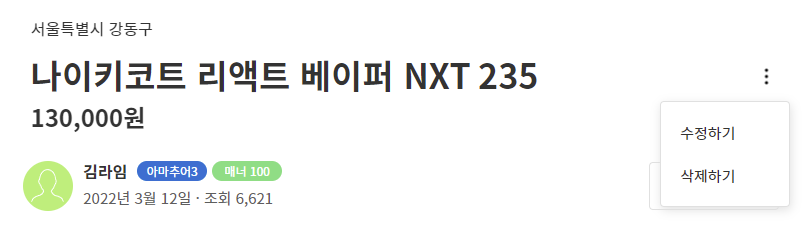 서울특별시 강동구
나이키코트 리액트 베이퍼 NXT 235
130,000원
수정하기
삭제하기
김라임 아마추어3 매너 100
2022년 3월 12일 · 조회 6,621